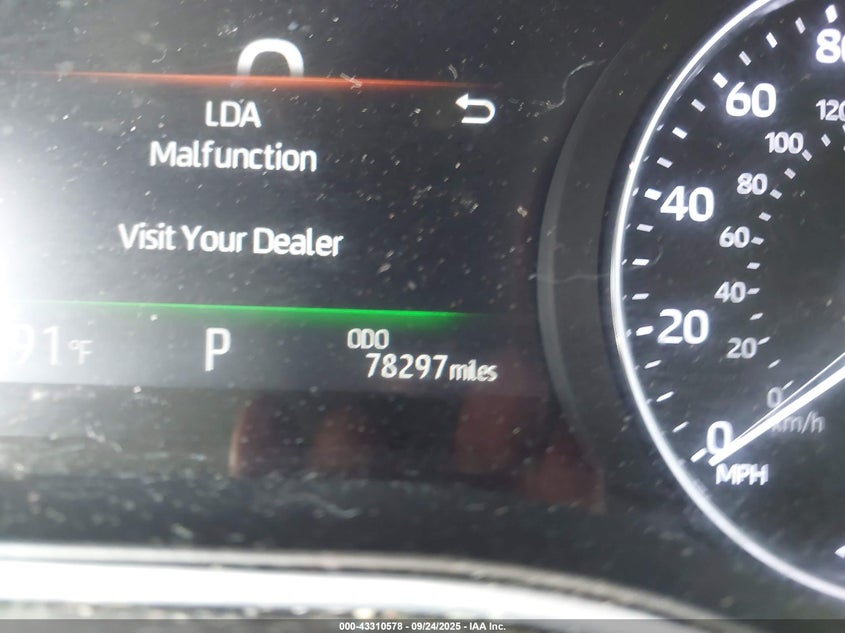 0
LDA
Malfunction
Visit Your Dealer
91°F
P
ODO
78297 miles
80
60
40
20
0
MPH
120
100
80
60
40
20
0
km/h
000-43310578 - 09/24/2025 - IAA Inc.